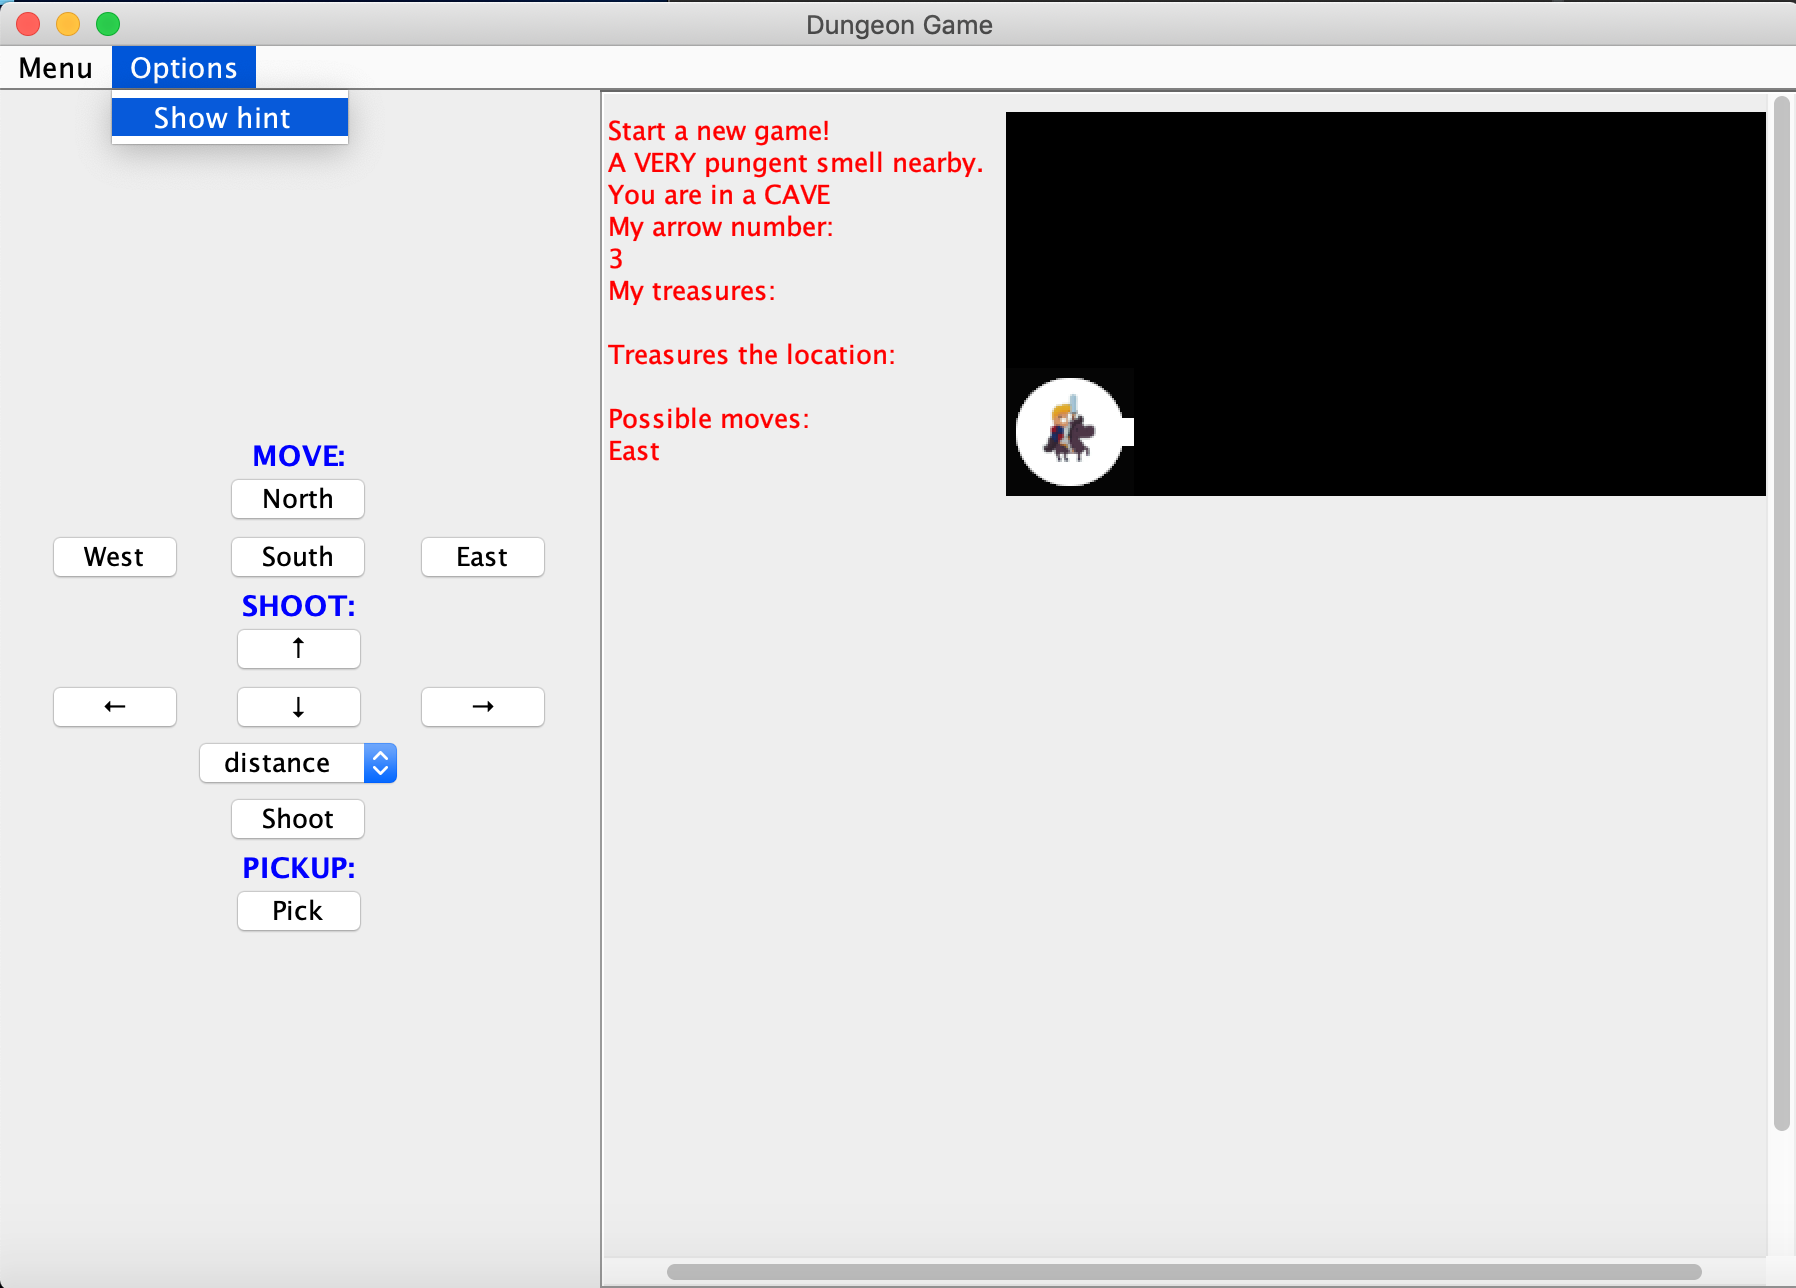 Dungeon Game
Menu Options
Show hint
MOVE:
North
West South East
SHOOT:
↑
← ↓ →
distance
Shoot
PICKUP:
Pick
Start a new game!
A VERY pungent smell nearby.
You are in a CAVE
My arrow number:
3
My treasures:
Treasures the location:
Possible moves:
East